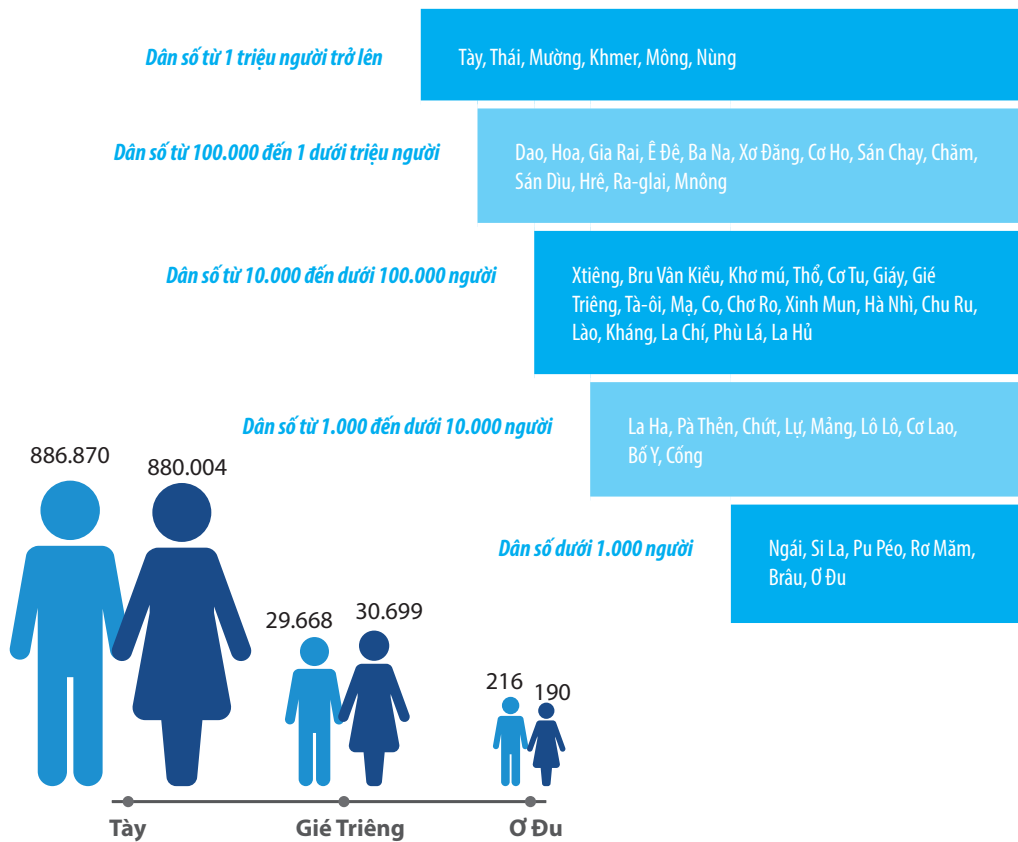 Dân số từ 1 triệu người trở lên
Tày, Thái, Mường, Khmer, Mông, Nùng
Dân số từ 100.000 đến 1 dưới triệu người
Dao, Hoa, Gia Rai, Ê Đê, Ba Na, Xơ Đăng, Cơ Ho, Sán Chay, Chăm,
Sán Dìu, Hrê, Ra-glai, Mnông
Dân số từ 10.000 đến dưới 100.000 người
Xtiêng, Bru Vân Kiều, Khơ mú, Thổ, Cơ Tu, Giáy, Gié
Triêng, Tà-ôi, Mạ, Co, Chơ Ro, Xinh Mun, Hà Nhì, Chu Ru,
Lào, Kháng, La Chí, Phù Lá, La Hủ
Dân số từ 1.000 đến dưới 10.000 người
La Ha, Pà Thẻn, Chứt, Lự, Mảng, Lô Lô, Cơ Lao,
Bố Y, Cống
Dân số dưới 1.000 người
Ngái, Si La, Pu Péo, Rơ Măm,
Brâu, Ơ Đu
886.870
880.004
29.668
30.699
216
190
Tày
Gié Triêng
Ơ Đu